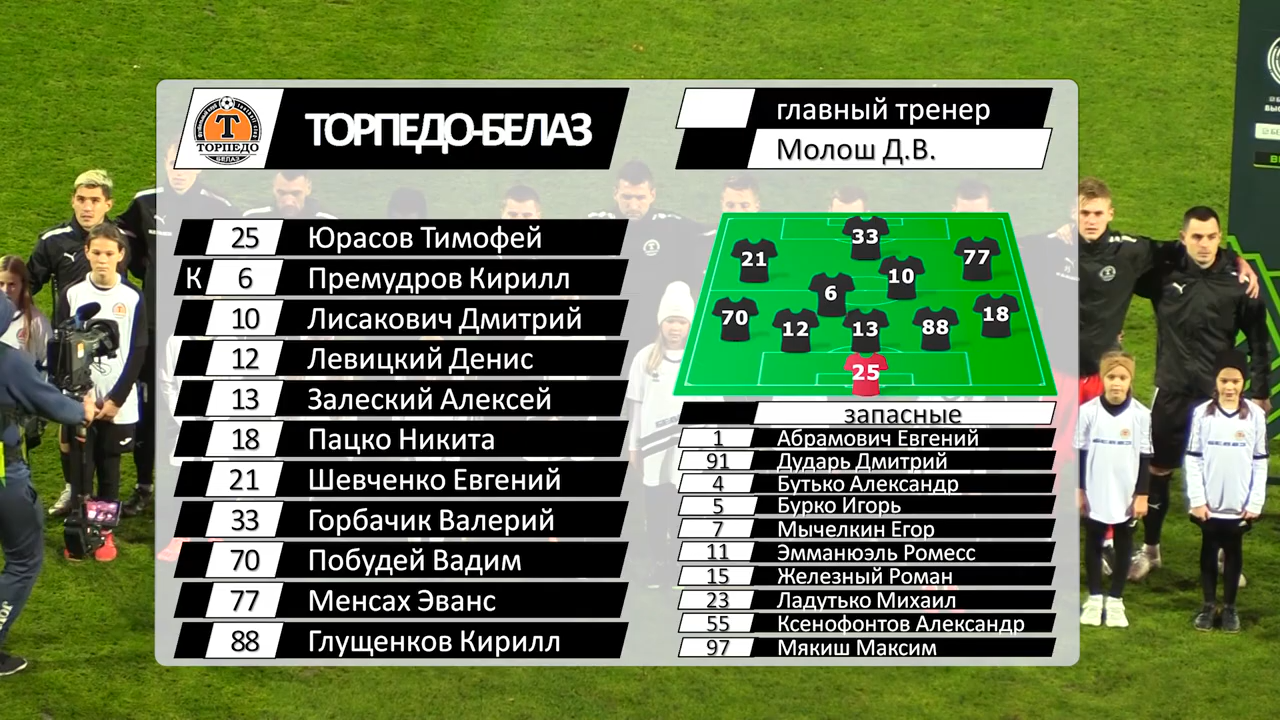 ТОРПЕДО-БЕЛАЗ
ТОРПЕДО
БЕЛАЗ
главный тренер
Молош Д.В.
25 Юрасов Тимофей
К 6 Премудров Кирилл
10 Лисакович Дмитрий
12 Левицкий Денис
13 Залеский Алексей
18 Пацко Никита
21 Шевченко Евгений
33 Горбачик Валерий
70 Побудей Вадим
77 Менсах Эванс
88 Глущенков Кирилл
33
21
77
10
6
70
12
13
88
18
25
запасные
1 Абрамович Евгений
91 Дударь Дмитрий
4 Бутько Александр
5 Бурко Игорь
7 Мычелкин Егор
11 Эммануэль Ромесс
15 Железный Роман
23 Ладутько Михаил
55 Ксенофонтов Александр
97 Мякиш Максим